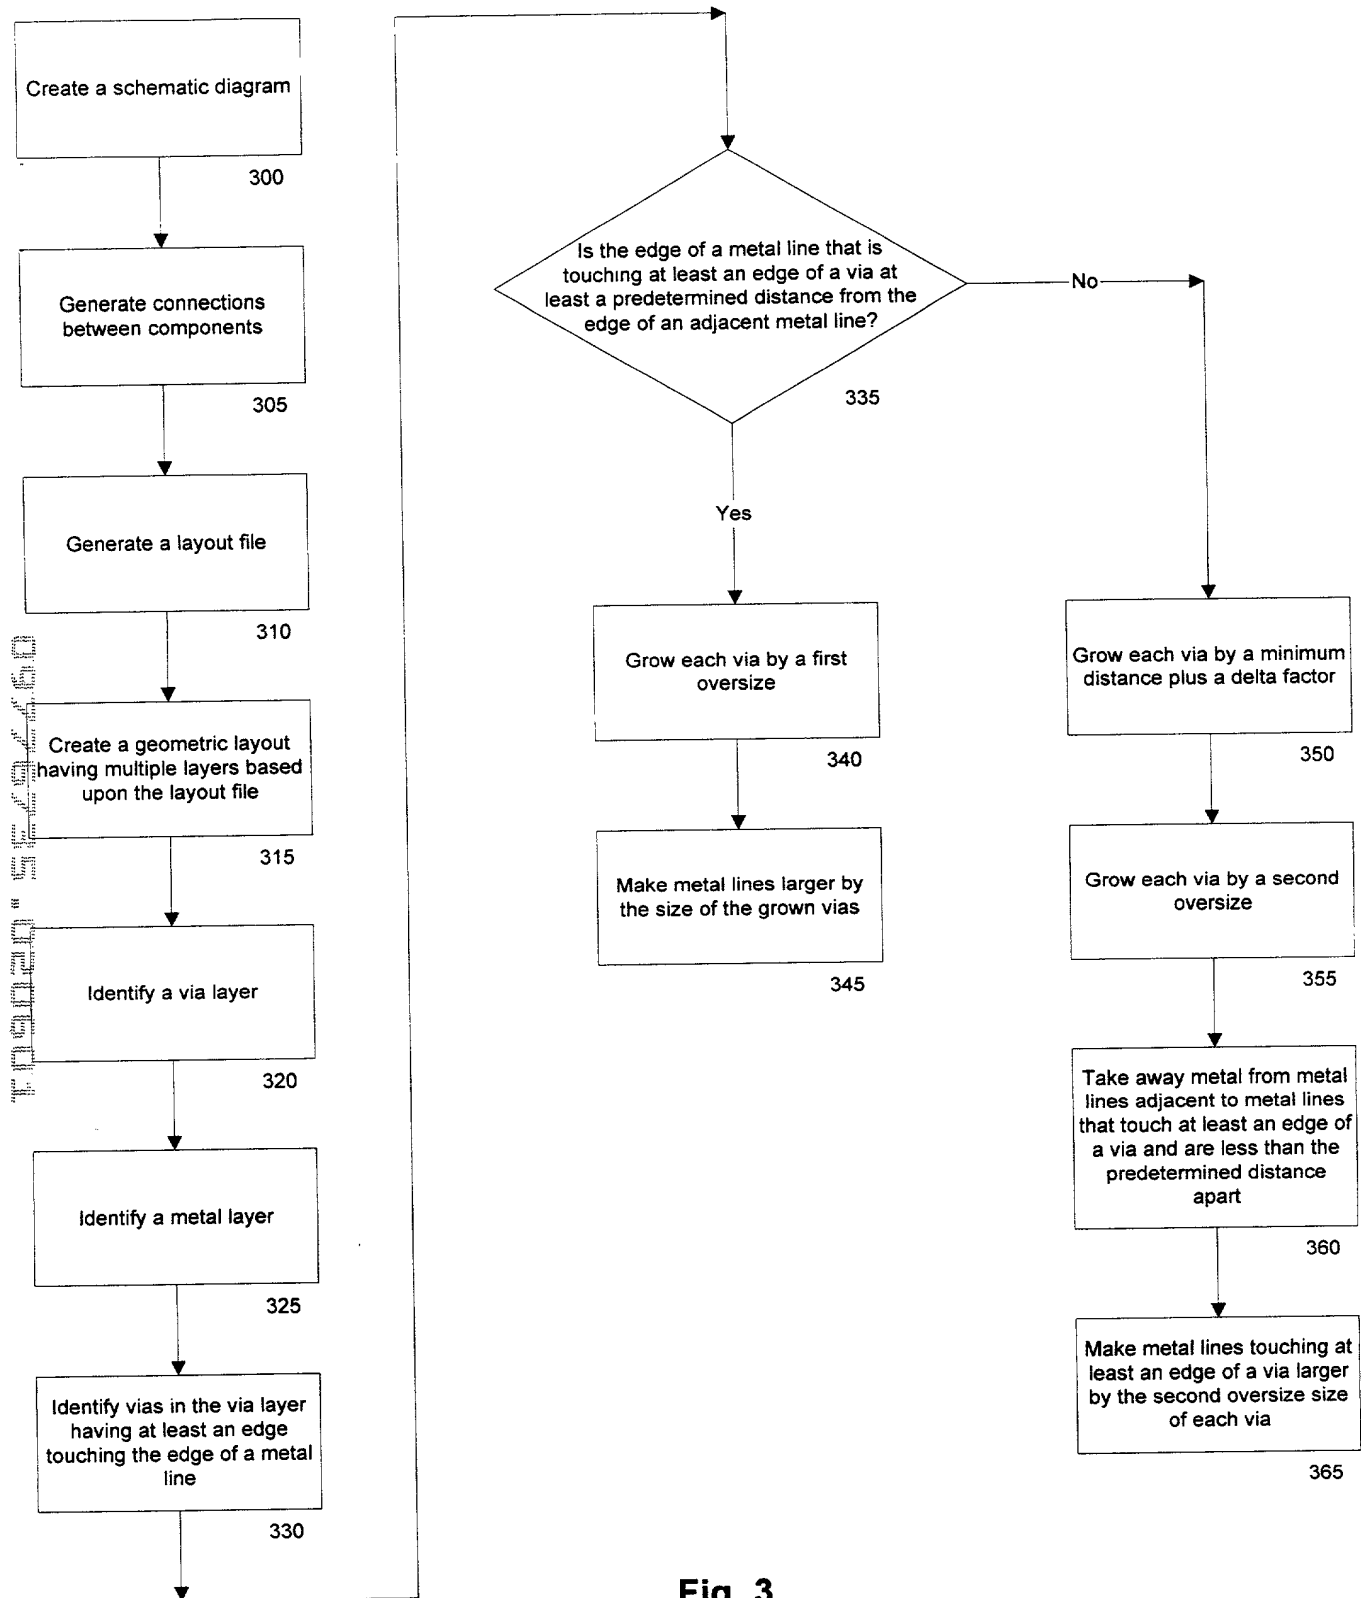 Create a schematic diagram
300
Generate connections
between components
305
Generate a layout file
310
Create a geometric layout
having multiple layers based
upon the layout file
315
Identify a via layer
320
Identify a metal layer
325
Identify vias in the via layer
having at least an edge
touching the edge of a metal
line
330
Is the edge of a metal line that is
touching at least an edge of a via at
least a predetermined distance from the
edge of an adjacent metal line?
335
No
Yes
Grow each via by a first
oversize
340
Make metal lines larger by
the size of the grown vias
345
Grow each via by a minimum
distance plus a delta factor
350
Grow each via by a second
oversize
355
Take away metal from metal
lines adjacent to metal lines
that touch at least an edge of
a via and are less than the
predetermined distance
apart
360
Make metal lines touching at
least an edge of a via larger
by the second oversize size
of each via
365
Fig. 3